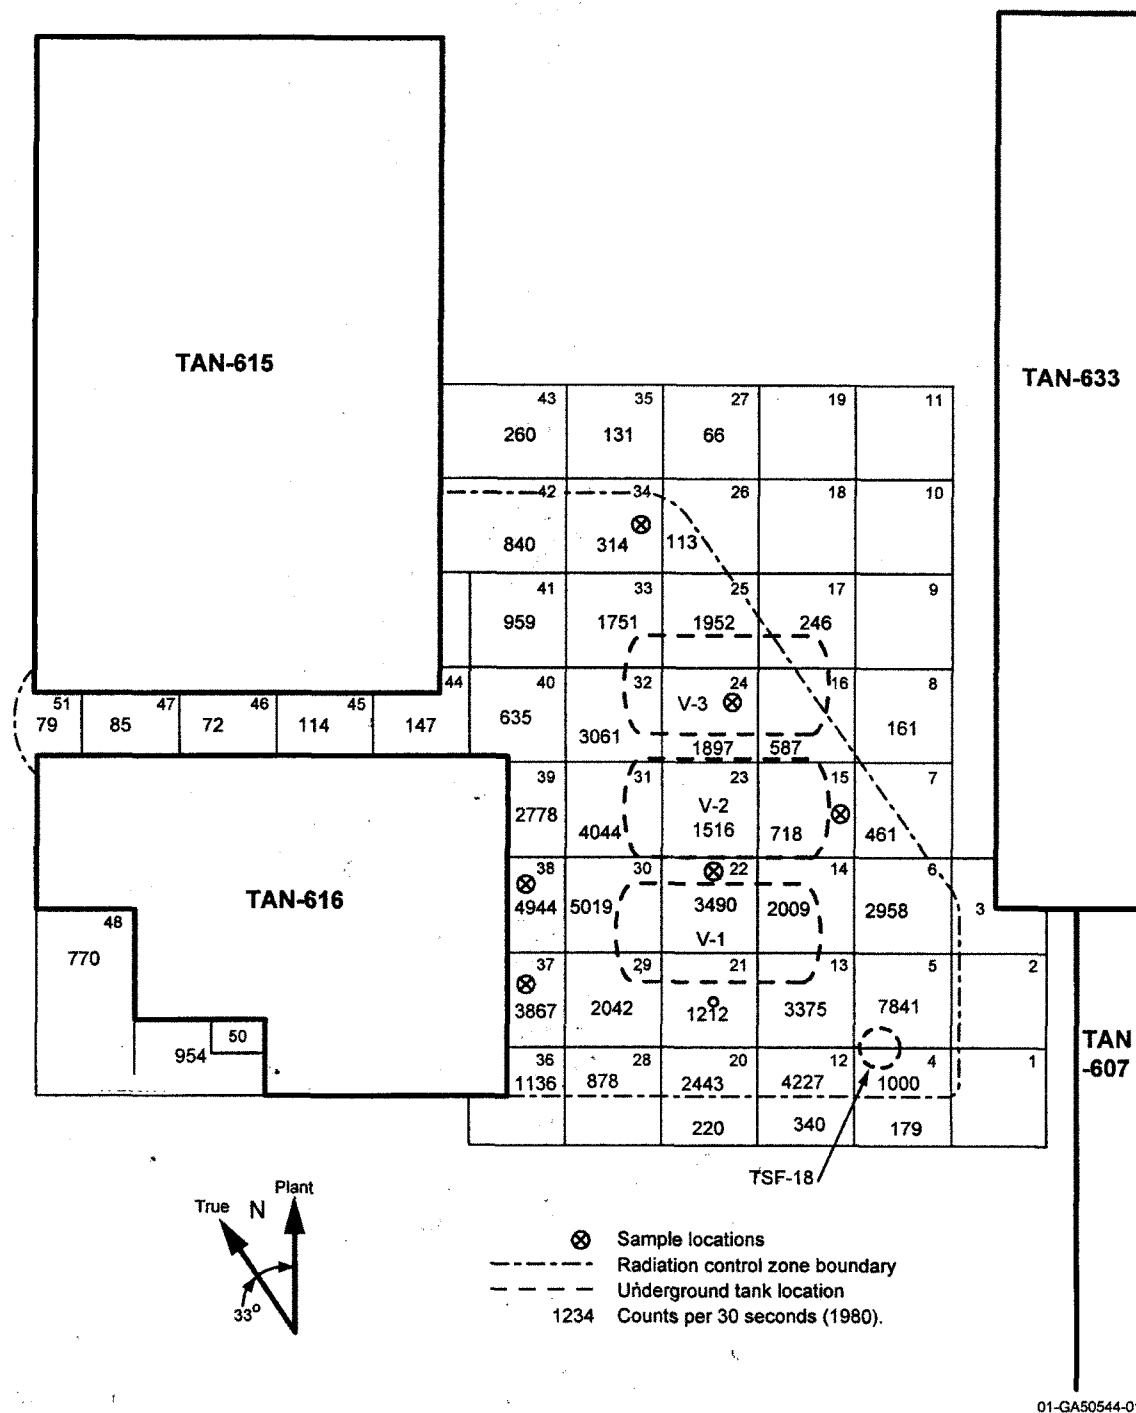 TAN-615
TAN-633
43 35 27 19 11
260 131 66
42 34 26 18 10
840 314 113
41 33 25 17 9
959 1751 1952 246
44 40 32 24 16 8
51 47 46 45
79 85 72 114 147 635 V-3 161
3061 1897 587
39 31 23 15 7
2778 4044 V-2 718 461
1516
38 30 22 14 6
TAN-616
4944 5019 3490 2009 2958 3
V-1
48
770
37 29 21 13 5 2
3867 2042 1212 3375 7841
50
954
TAN
-607
36 28 20 12 4 1
1136 878 2443 4227 1000
220 340 179
TSF-18
True N Plant
33°
Sample locations
Radiation control zone boundary
Underground tank location
1234 Counts per 30 seconds (1980).
01-GA50544-01